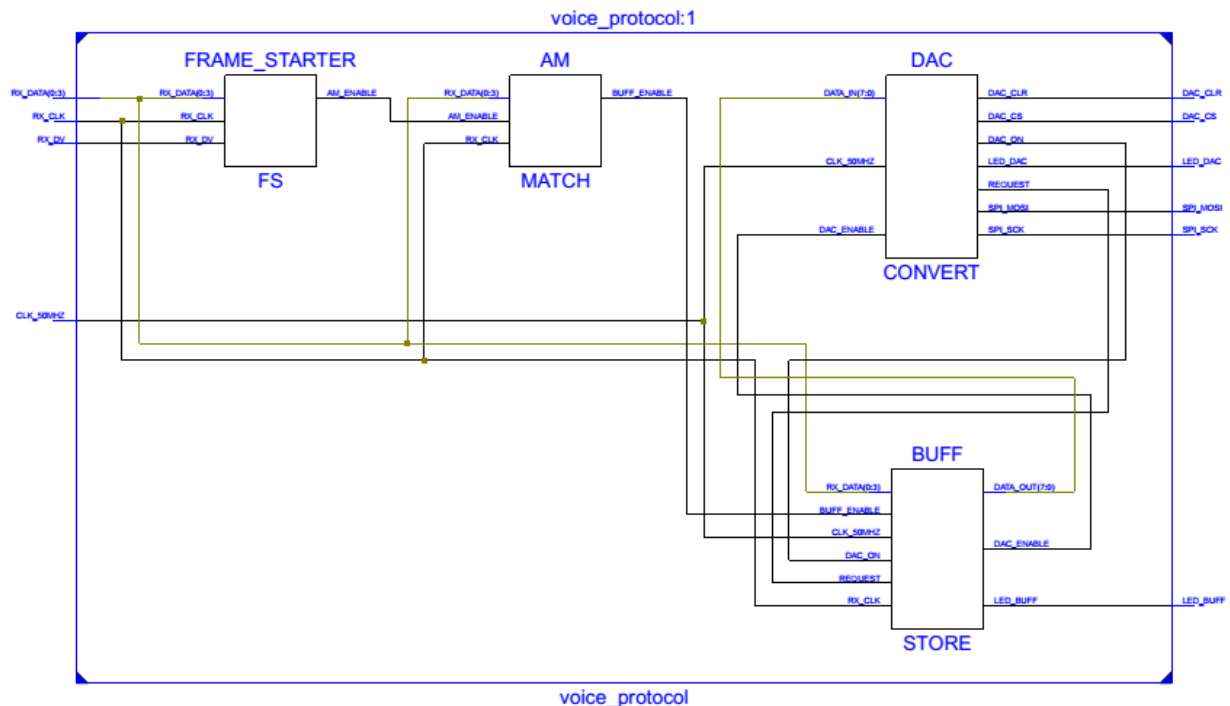 voice_protocol:1
FRAME_STARTER
AM
DAC
RX_DATA(0:3)
RX_DATA(0:3)
AM_ENABLE
RX_DATA(0:3)
BUFF_ENABLE
DATA_IN(7:0)
DAC_CLR
DAC_CLR
RX_CLK
RX_CLK
AM_ENABLE
DAC_CS
DAC_CS
RX_DV
RX_DV
RX_CLK
DAC_ON
CLK_50MHZ
LED_DAC
LED_DAC
FS
MATCH
REQUEST
SPI_MOSI
SPI_MOSI
DAC_ENABLE
SPI_SCK
SPI_SCK
CONVERT
CLK_50MHZ
BUFF
RX_DATA(0:3)
DATA_OUT(7:0)
BUFF_ENABLE
CLK_50MHZ
DAC_ON
DAC_ENABLE
REQUEST
RX_CLK
LED_BUFF
LED_BUFF
STORE
voice_protocol